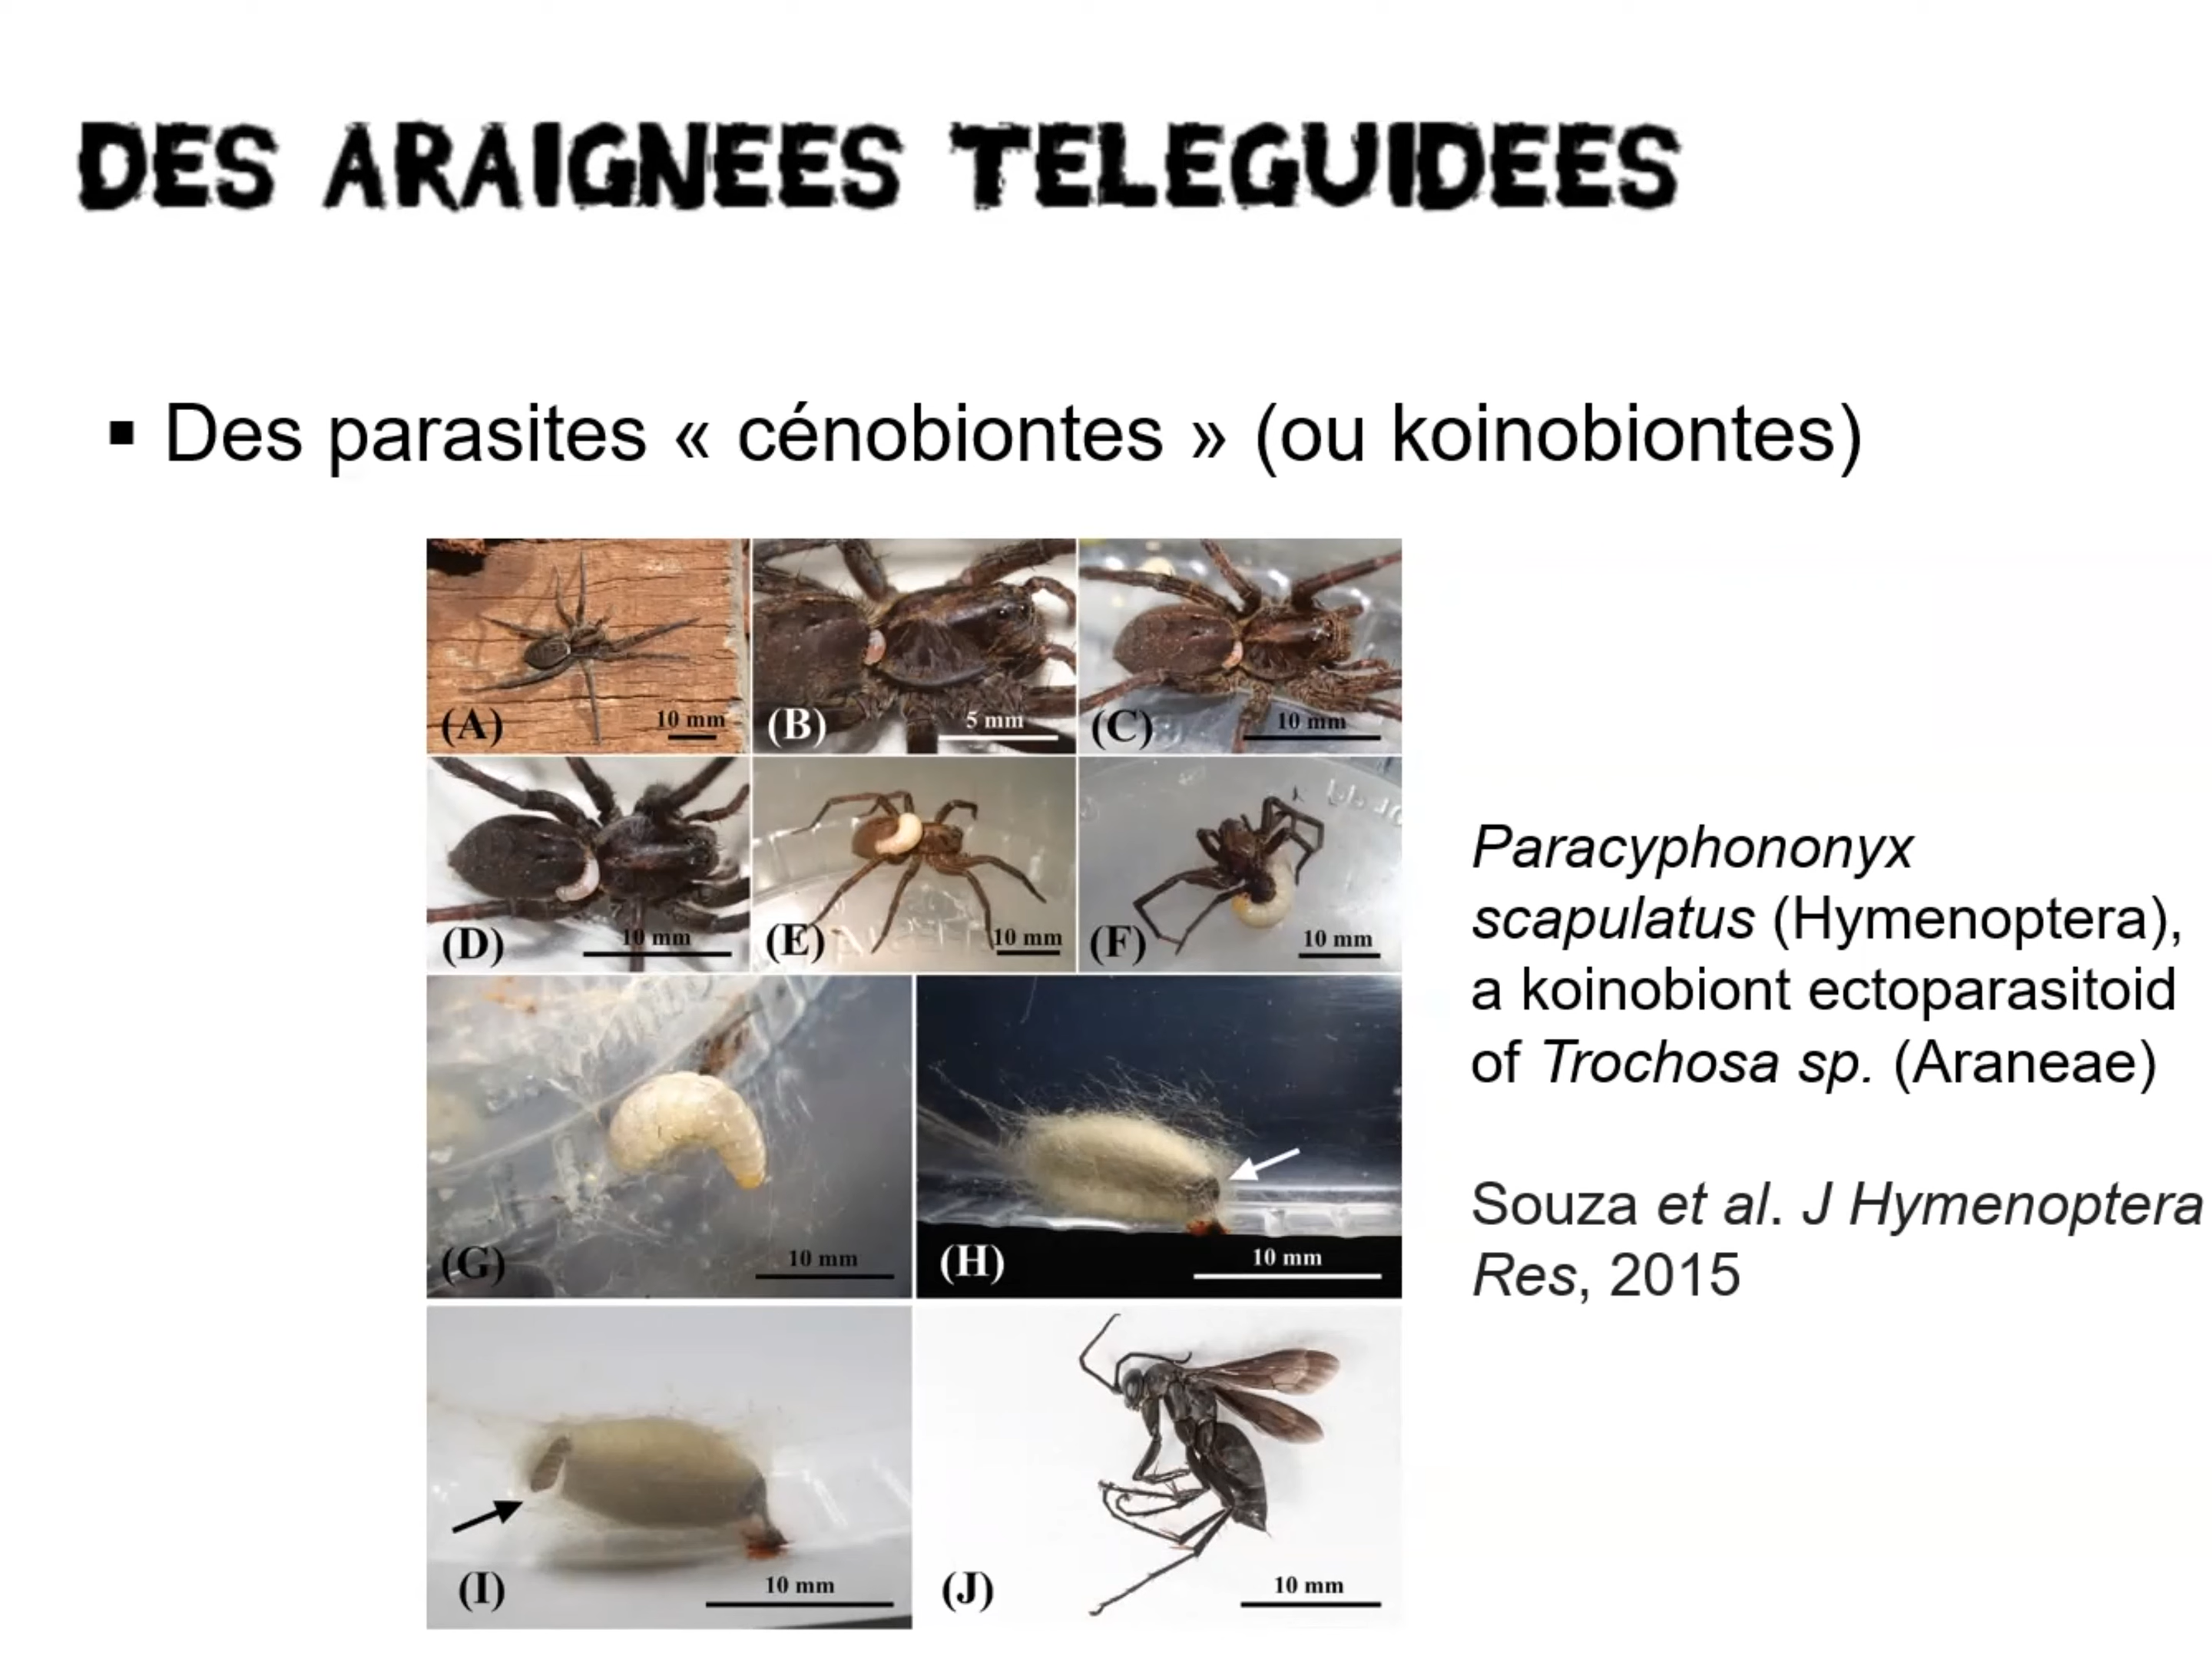 DES ARAIGNEES TELEGUIDEES
▪ Des parasites « cénobiontes » (ou koinobiontes)
(A) 10 mm
(B) 5 mm
(C) 10 mm
(D) 10 mm
(E) 10 mm
(F) 10 mm
(G) 10 mm
(H) 10 mm
(I) 10 mm
(J) 10 mm
Paracyphononyx
scapulatus (Hymenoptera),
a koinobiont ectoparasitoid
of Trochosa sp. (Araneae)
Souza et al. J Hymenoptera
Res, 2015